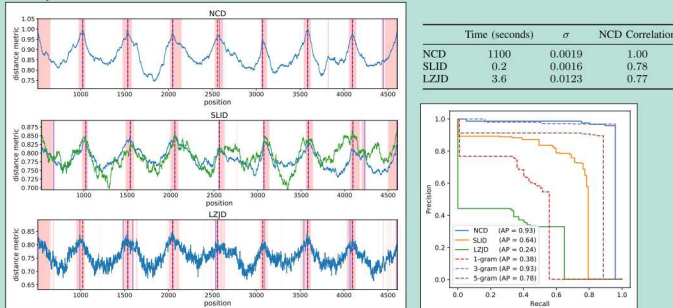 NCD
distance metric
1.05
1.00
0.95
0.90
0.85
0.80
0.75
1000 1500 2000 2500 3000 3500 4000 4500
position
SLID
distance metric
0.875
0.850
0.825
0.800
0.775
0.750
0.725
0.700
1000 1500 2000 2500 3000 3500 4000 4500
position
LZJD
distance metric
0.85
0.80
0.75
0.70
0.65
1000 1500 2000 2500 3000 3500 4000 4500
position
Time (seconds) σ NCD Correlation
NCD 1100 0.0019 1.00
SLID 0.2 0.0016 0.78
LZJD 3.6 0.0123 0.77
Precision
1.0
0.8
0.6
0.4
0.2
0.0
NCD (AP = 0.93)
SLID (AP = 0.64)
LZJD (AP = 0.24)
1-gram (AP = 0.38)
3-gram (AP = 0.93)
5-gram (AP = 0.78)
0.0 0.2 0.4 0.6 0.8 1.0
Recall